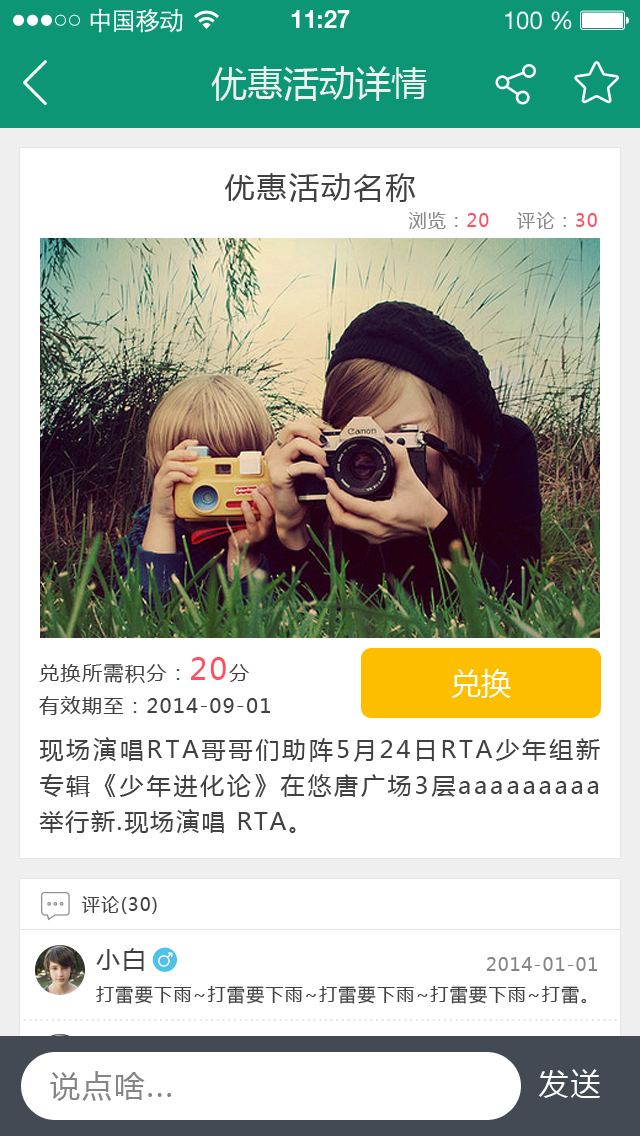 中国移动 11:27 100 %
优惠活动详情
优惠活动名称
浏览：20 评论：30
Canon
兑换所需积分：20分
兑换
有效期至：2014-09-01
现场演唱RTA哥哥们助阵5月24日RTA少年组新
专辑《少年进化论》在悠唐广场3层aaaaaaaaa
举行新.现场演唱 RTA。
评论(30)
小白 2014-01-01
打雷要下雨~打雷要下雨~打雷要下雨~打雷要下雨~打雷。
说点啥... 发送